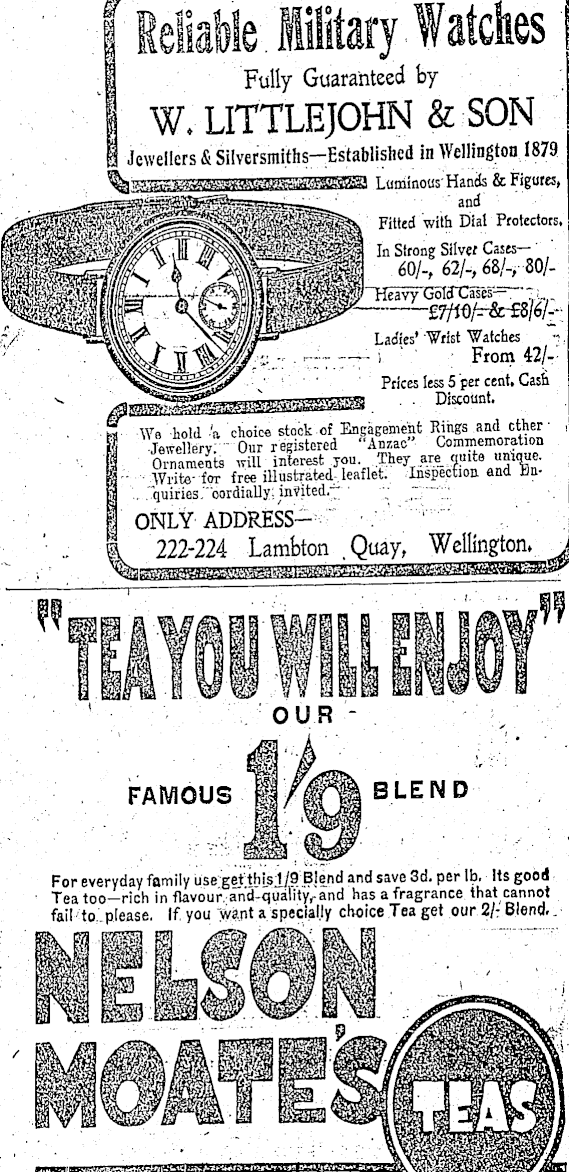 Reliable Military Watches
Fully Guaranteed by
W. LITTLEJOHN & SON
Jewellers & Silversmiths—Established in Wellington 1879
Luminous Hands & Figures,
and
Fitted with Dial Protectors.
In Strong Silver Cases—
60/-, 62/-, 68/-, 80/-
Heavy Gold Cases—
£7/10/- & £8/6/-
Ladies' Wrist Watches
From 42/-
Prices less 5 per cent. Cash
Discount.
We hold a choice stock of Engagement Rings and other
Jewellery. Our registered "Anzac" Commemoration
Ornaments will interest you. They are quite unique.
Write for free illustrated leaflet. Inspection and En-
quiries cordially invited.
ONLY ADDRESS—
222-224 Lambton Quay, Wellington.
"TEA YOU WILL ENJOY"
OUR
FAMOUS 1/9 BLEND
For everyday family use get this 1/9 Blend and save 3d. per lb. Its good
Tea too—rich in flavour and quality, and has a fragrance that cannot
fail to please. If you want a specially choice Tea get our 2/- Blend.
NELSON
MOATE'S
TEAS